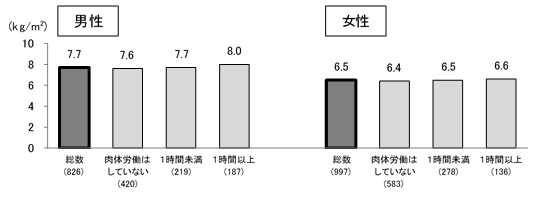 (kg/m²)
男性
女性
10
8
6
4
2
0
7.7
7.6
7.7
8.0
6.5
6.4
6.5
6.6
総数
(826)
肉体労働は
していない
(420)
1時間未満
(219)
1時間以上
(187)
総数
(997)
肉体労働は
していない
(583)
1時間未満
(278)
1時間以上
(136)